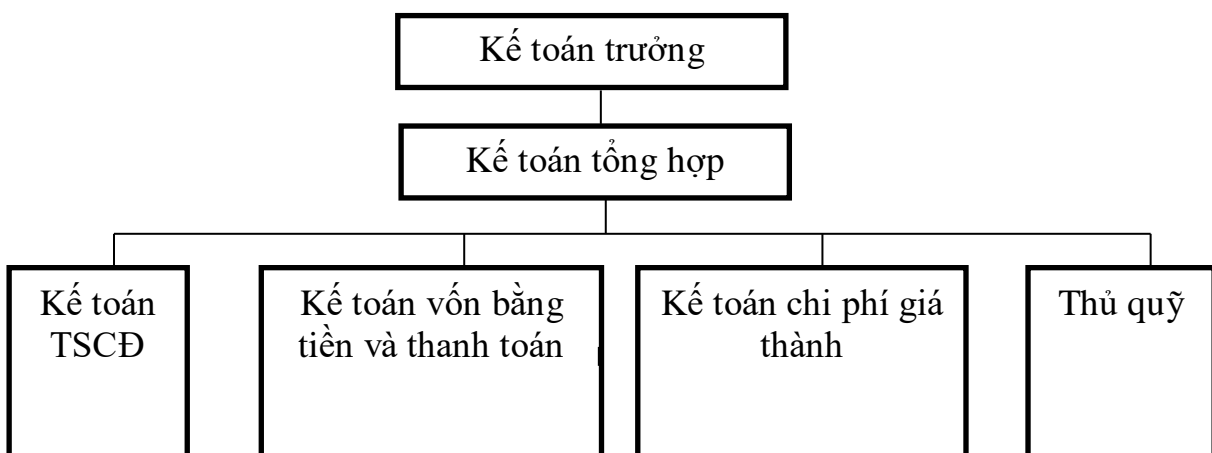 Kế toán trưởng
Kế toán tổng hợp
Kế toán
TSCĐ
Kế toán vốn bằng
tiền và thanh toán
Kế toán chi phí giá
thành
Thủ quỹ